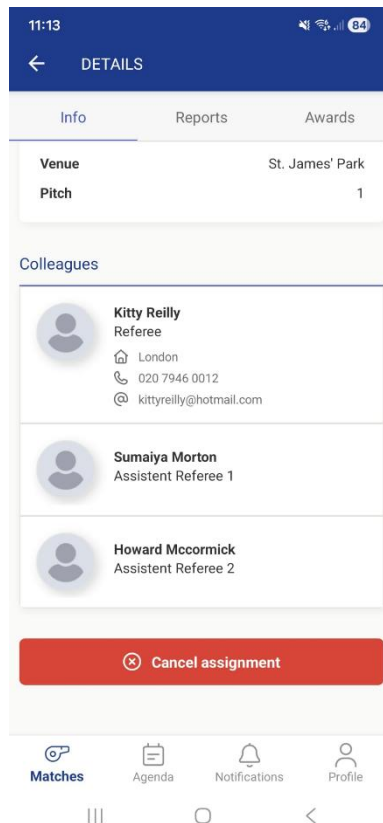 11:13
84
DETAILS
Info Reports Awards
Venue St. James' Park
Pitch 1
Colleagues
Kitty Reilly
Referee
London
020 7946 0012
@ kittyreilly@hotmail.com
Sumaiya Morton
Assistent Referee 1
Howard Mccormick
Assistent Referee 2
Cancel assignment
Matches Agenda Notifications Profile